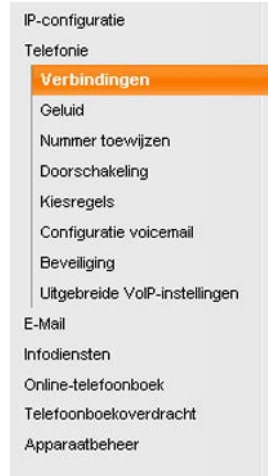 IP-configuratie
Telefonie
Verbindingen
Geluid
Nummer toewijzen
Doorschakeling
Kiesregels
Configuratie voicemail
Beveiliging
Uitgebreide VoIP-instellingen
E-Mail
Infodiensten
Online-telefoonboek
Telefoonboekoverdracht
Apparaatbeheer